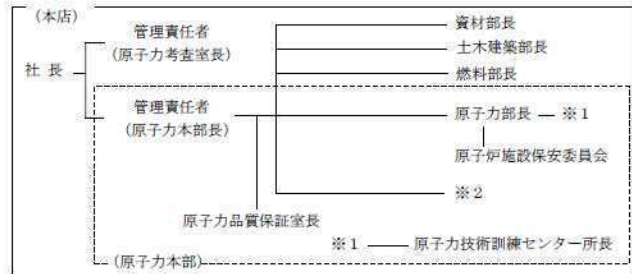 (本店)
管理責任者
(原子力考査室長)
社 長
資材部長
土木建築部長
燃料部長
管理責任者
(原子力本部長)
原子力部長 ― ※1
原子炉施設保安委員会
※2
原子力品質保証室長
※1 ―― 原子力技術訓練センター所長
(原子力本部)